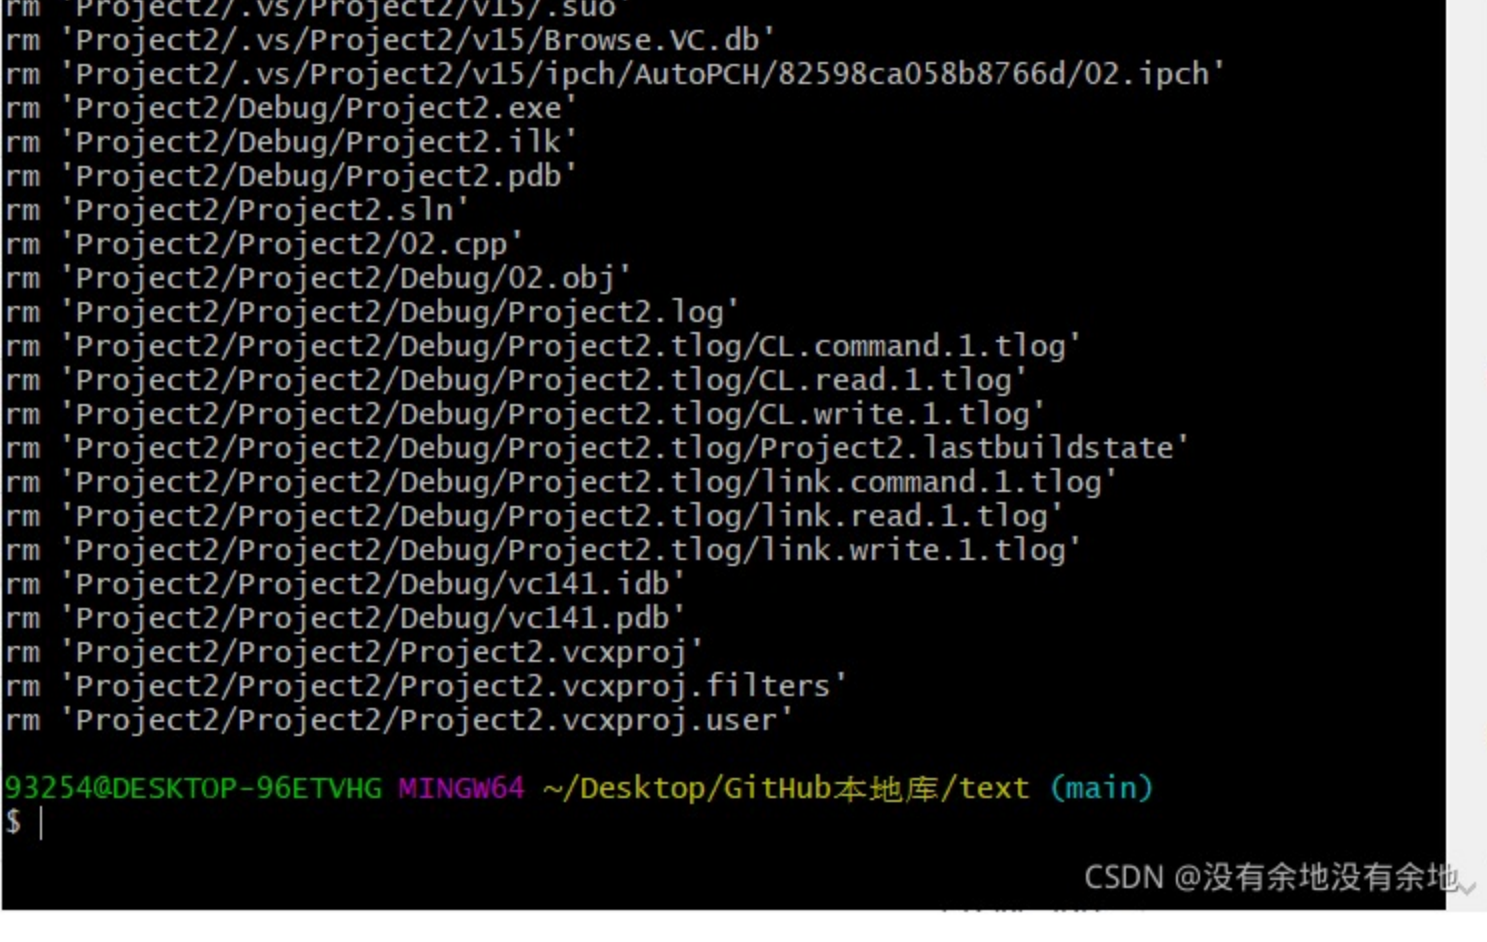 rm 'Project2/.vs/Project2/v15/.suo'
rm 'Project2/.vs/Project2/v15/Browse.VC.db'
rm 'Project2/.vs/Project2/v15/ipch/AutoPCH/82598ca058b8766d/02.ipch'
rm 'Project2/Debug/Project2.exe'
rm 'Project2/Debug/Project2.ilk'
rm 'Project2/Debug/Project2.pdb'
rm 'Project2/Project2.sln'
rm 'Project2/Project2/02.cpp'
rm 'Project2/Project2/Debug/02.obj'
rm 'Project2/Project2/Debug/Project2.log'
rm 'Project2/Project2/Debug/Project2.tlog/CL.command.1.tlog'
rm 'Project2/Project2/Debug/Project2.tlog/CL.read.1.tlog'
rm 'Project2/Project2/Debug/Project2.tlog/CL.write.1.tlog'
rm 'Project2/Project2/Debug/Project2.tlog/Project2.lastbuildstate'
rm 'Project2/Project2/Debug/Project2.tlog/link.command.1.tlog'
rm 'Project2/Project2/Debug/Project2.tlog/link.read.1.tlog'
rm 'Project2/Project2/Debug/Project2.tlog/link.write.1.tlog'
rm 'Project2/Project2/Debug/vc141.idb'
rm 'Project2/Project2/Debug/vc141.pdb'
rm 'Project2/Project2/Project2.vcxproj'
rm 'Project2/Project2/Project2.vcxproj.filters'
rm 'Project2/Project2/Project2.vcxproj.user'
93254@DESKTOP-96ETVHG MINGW64 ~/Desktop/GitHub本地库/text (main)
$
CSDN @没有余地没有余地